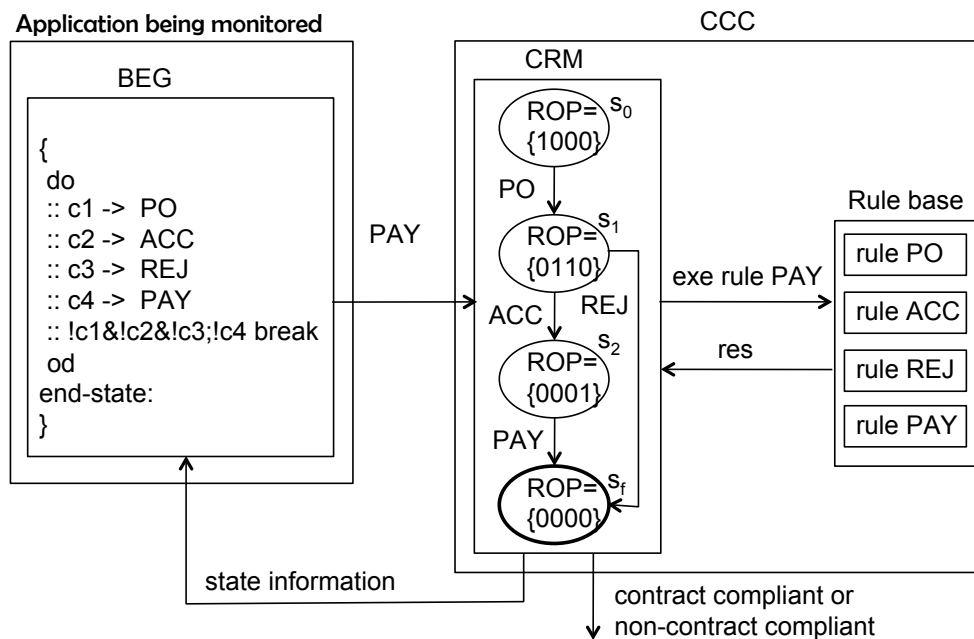 Application being monitored
BEG
{
do
:: c1 -> PO
:: c2 -> ACC
:: c3 -> REJ
:: c4 -> PAY
:: !c1&!c2&!c3;!c4 break
od
end-state:
}
PAY
state information
CCC
CRM
ROP= s0
{1000}
PO
ROP= s1
{0110}
ACC
REJ
ROP= s2
{0001}
PAY
ROP= sf
{0000}
exe rule PAY
res
Rule base
rule PO
rule ACC
rule REJ
rule PAY
contract compliant or
non-contract compliant